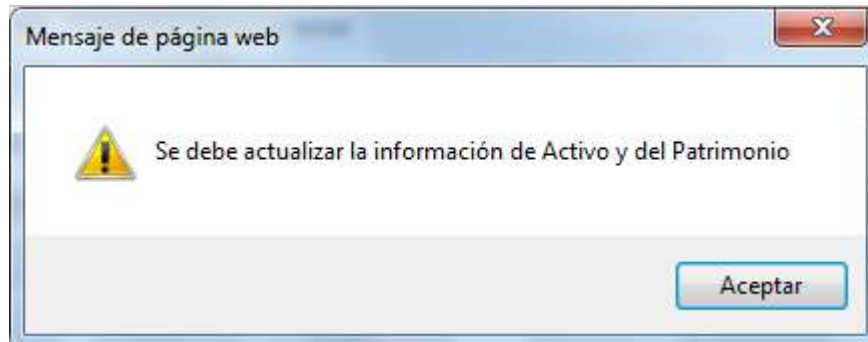 Mensaje de página web
Se debe actualizar la información de Activo y del Patrimonio
Aceptar